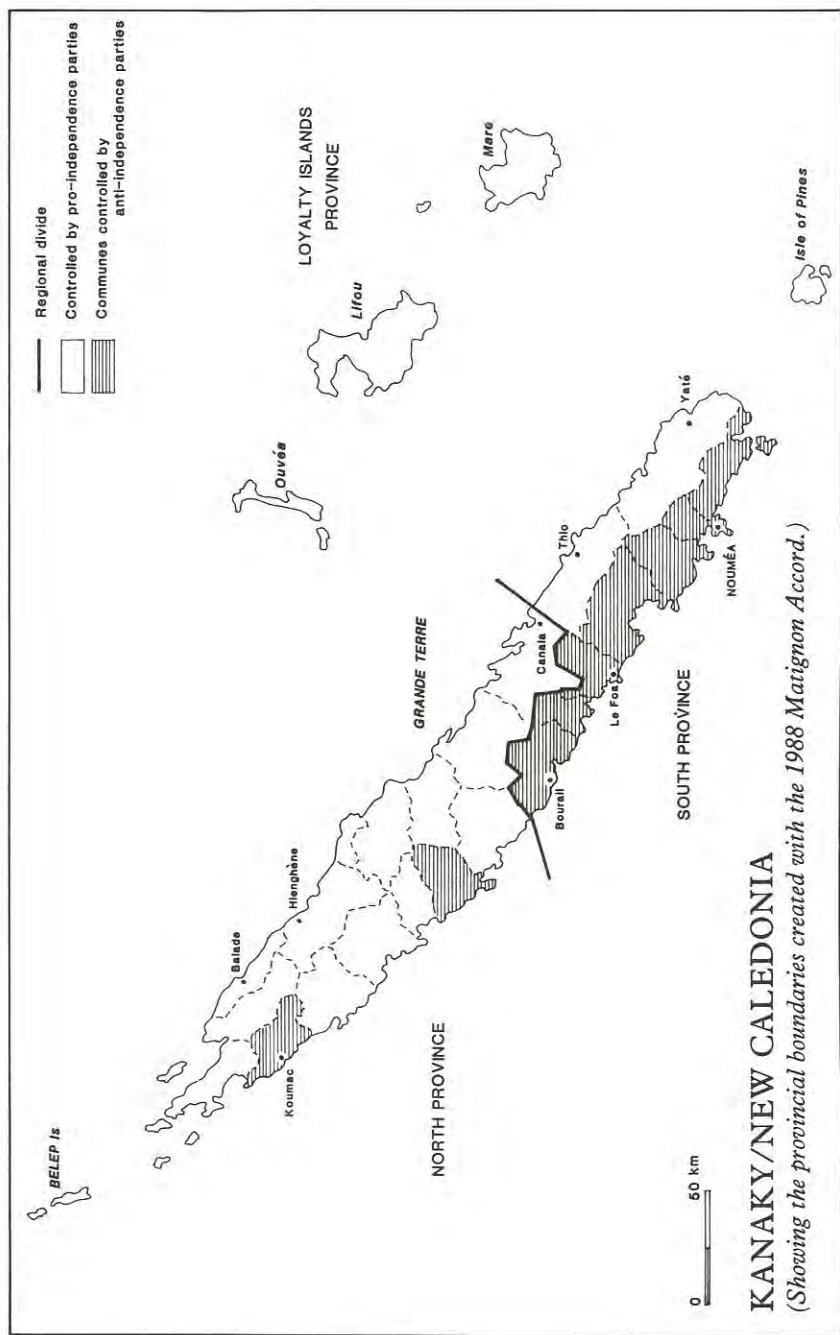 Regional divide
Controlled by pro-independence parties
Communes controlled by
anti-independence parties
BELEP Is
Balade
Hienghène
Koumac
NORTH PROVINCE
GRANDE TERRE
Ouvéa
LOYALTY ISLANDS
PROVINCE
Lifou
Maré
Canala
Thio
Bourail
La Foa
SOUTH PROVINCE
NOUMÉA
Yaté
Isle of Pines
0 50 km
KANAKY/NEW CALEDONIA
(Showing the provincial boundaries created with the 1988 Matignon Accord.)